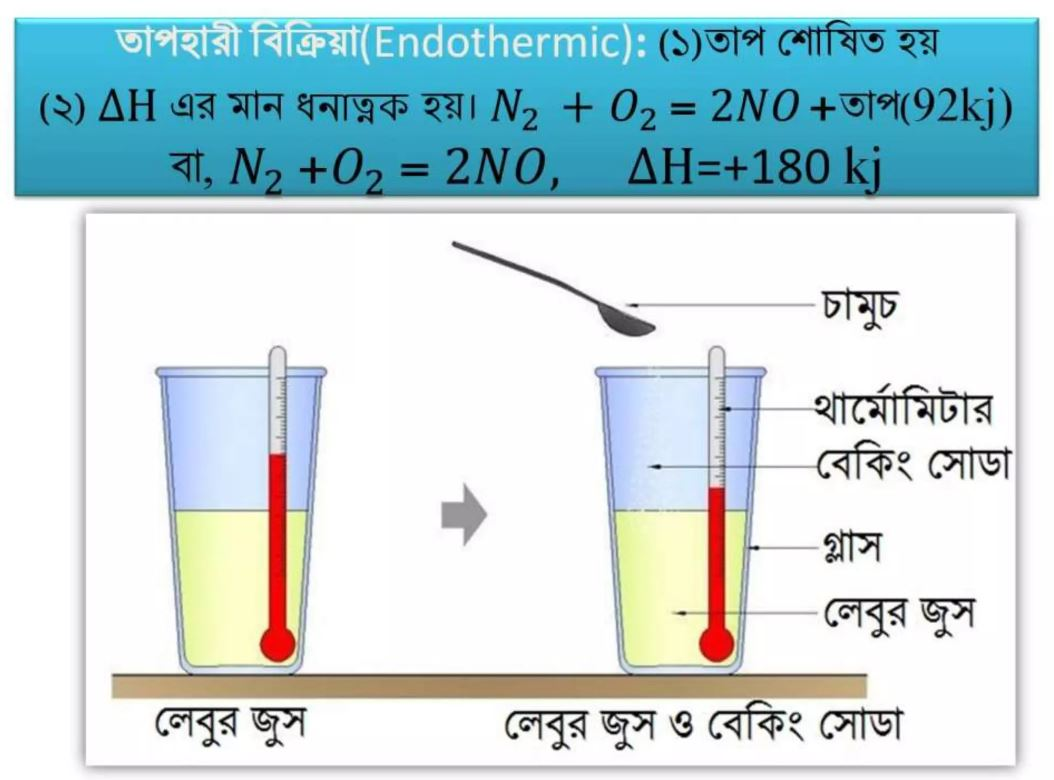 তাপহারী বিক্রিয়া(Endothermic): (১)তাপ শোষিত হয়
(২) ΔH এর মান ধনাত্নক হয়। N₂ + O₂ = 2NO +তাপ(92kj)
বা, N₂ +O₂ = 2NO, ΔH=+180 kj
চামুচ
থার্মোমিটার
বেকিং সোডা
গ্লাস
লেবুর জুস
লেবুর জুস
লেবুর জুস ও বেকিং সোডা